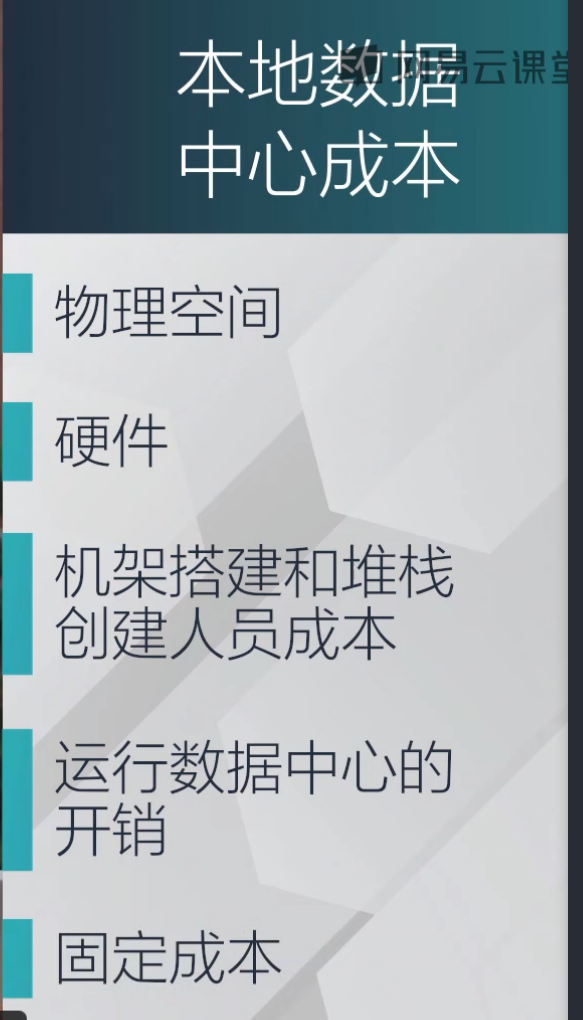 本地数据
网易云课堂
中心成本
物理空间
硬件
机架搭建和堆栈
创建人员成本
运行数据中心的
开销
固定成本